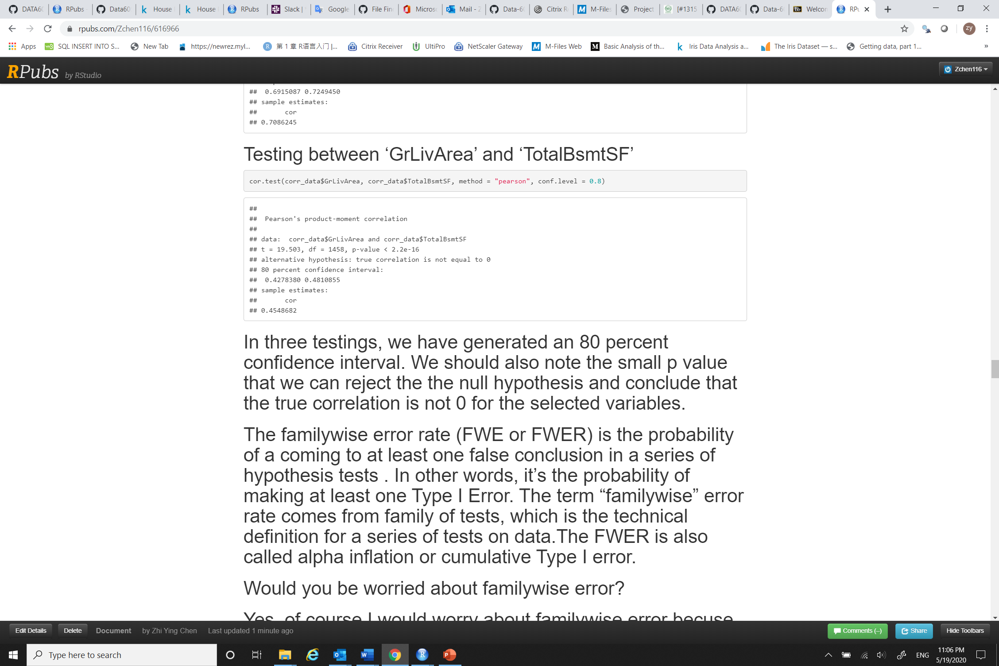 DATA60
RPubs
Data60
House
House
RPubs
Slack |
Google
File Fin
Micros
Mail - Z
Data-60
Citrix R
M-Files
Project
[#1315
DATA60
Data-60
Welcom
RPu
rpubs.com/Zchen116/616966
ZY
Apps
SQL INSERT INTO S...
New Tab
https://newrez.myl...
第 1 章 R语言入门 |...
Citrix Receiver
UltiPro
NetScaler Gateway
M-Files Web
Basic Analysis of th...
Iris Data Analysis a...
The Iris Dataset — s...
Getting data, part 1...
»
RPubs by RStudio
Zchen116
## 0.6915087 0.7249450
## sample estimates:
## cor
## 0.7086245
Testing between ‘GrLivArea’ and ‘TotalBsmtSF’
cor.test(corr_data$GrLivArea, corr_data$TotalBsmtSF, method = "pearson", conf.level = 0.8)
##
## Pearson's product-moment correlation
##
## data: corr_data$GrLivArea and corr_data$TotalBsmtSF
## t = 19.503, df = 1458, p-value < 2.2e-16
## alternative hypothesis: true correlation is not equal to 0
## 80 percent confidence interval:
## 0.4278380 0.4810855
## sample estimates:
## cor
## 0.4548682
In three testings, we have generated an 80 percent
confidence interval. We should also note the small p value
that we can reject the the null hypothesis and conclude that
the true correlation is not 0 for the selected variables.
The familywise error rate (FWE or FWER) is the probability
of a coming to at least one false conclusion in a series of
hypothesis tests . In other words, it’s the probability of
making at least one Type I Error. The term “familywise” error
rate comes from family of tests, which is the technical
definition for a series of tests on data.The FWER is also
called alpha inflation or cumulative Type I error.
Would you be worried about familywise error?
Yes, of course I would worry about familywise error becuse
Edit Details
Delete
Document
by Zhi Ying Chen
Last updated 1 minute ago
Comments (–)
Share
Hide Toolbars
Type here to search
ENG
11:06 PM
5/19/2020